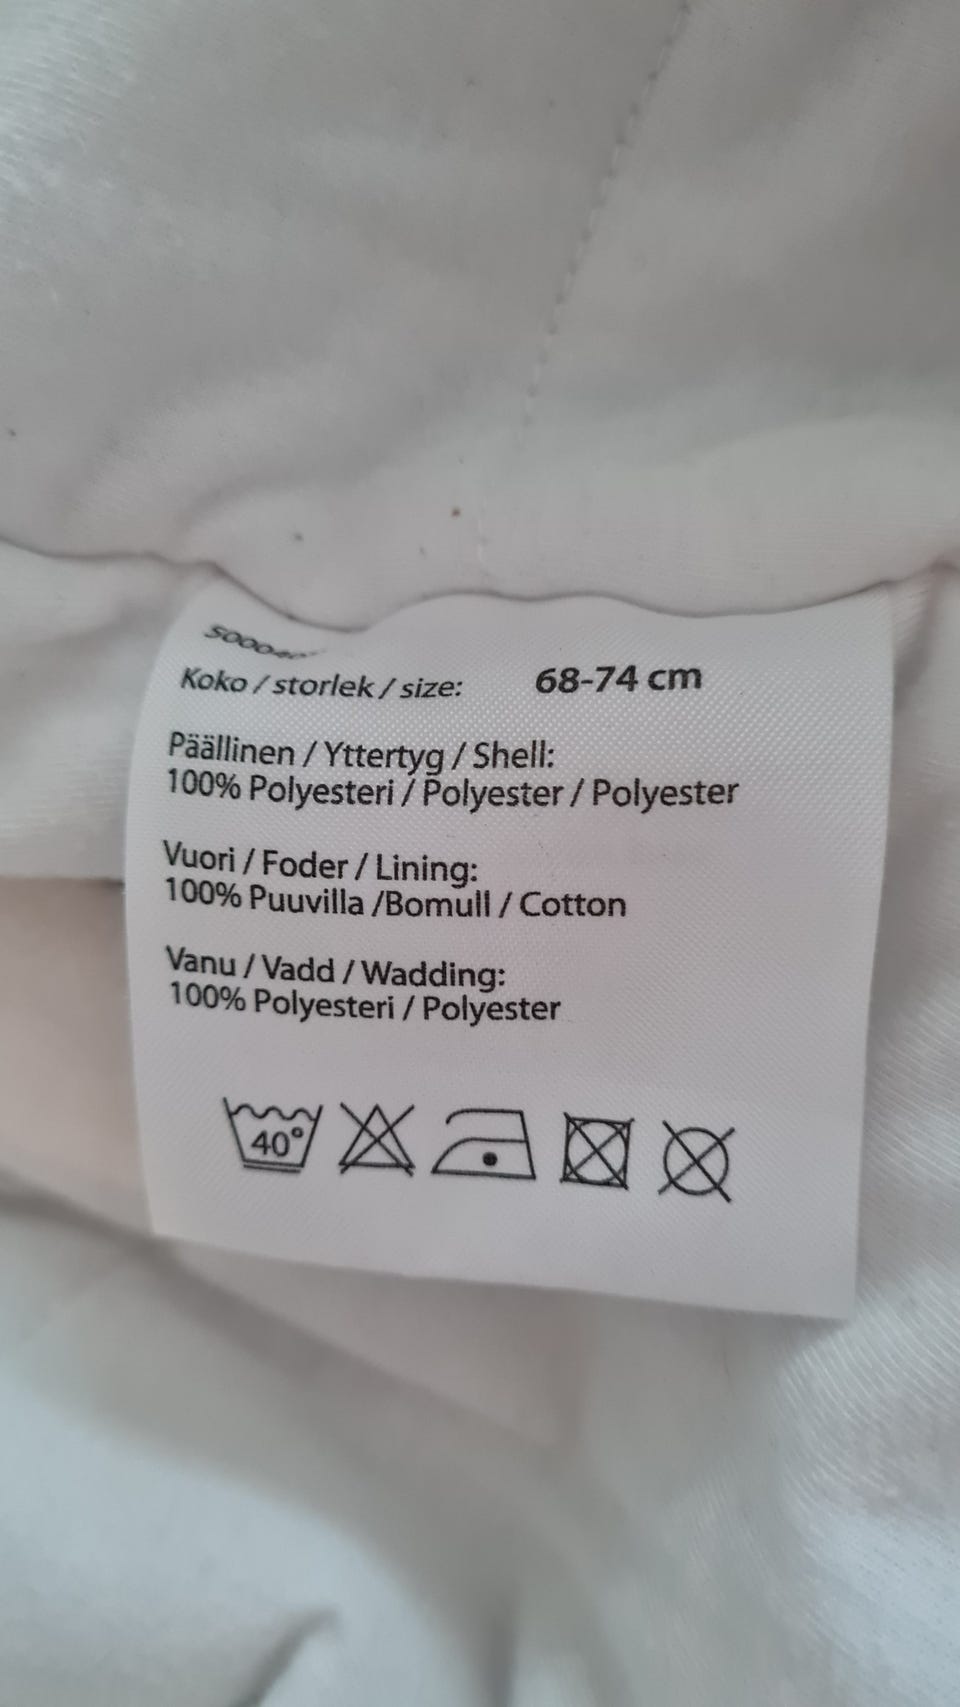 Koko / storlek / size: 68-74 cm
Päällinen / Yttertyg / Shell:
100% Polyesteri / Polyester / Polyester
Vuori / Foder / Lining:
100% Puuvilla /Bomull / Cotton
Vanu / Vadd / Wadding:
100% Polyesteri / Polyester
40°